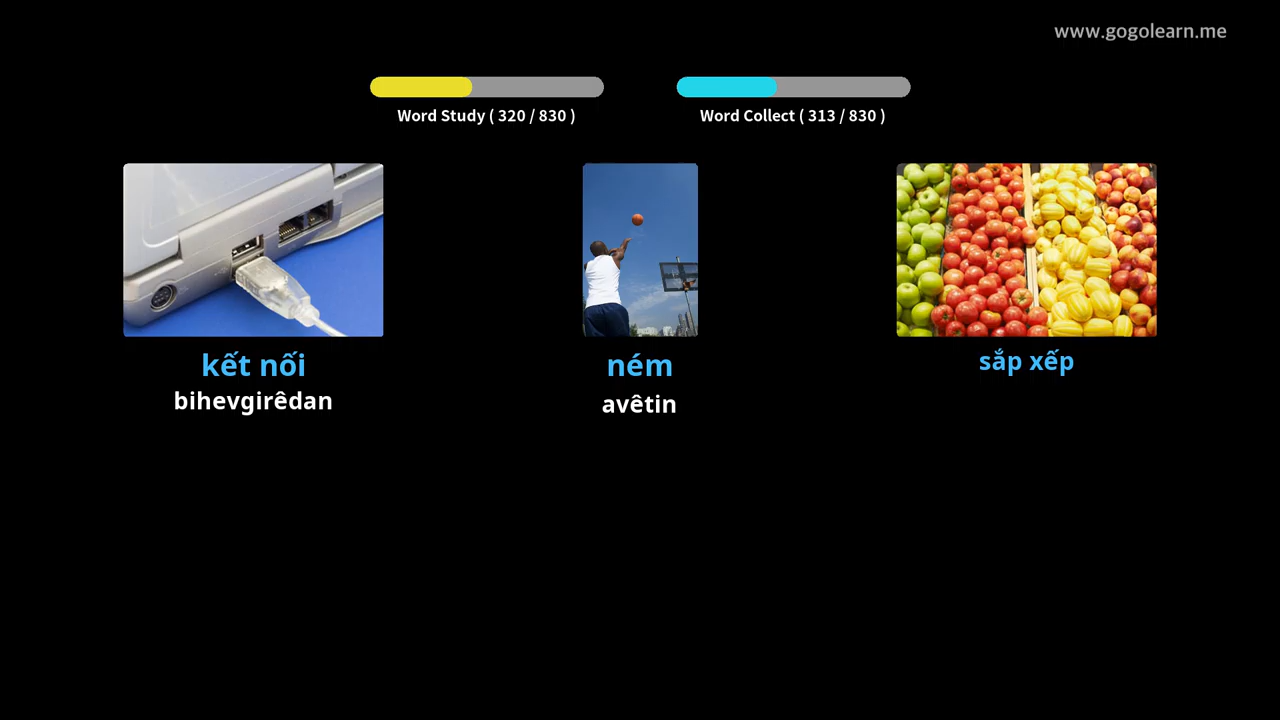 www.gogolearn.me
Word Study ( 320 / 830 )
Word Collect ( 313 / 830 )
kết nối
bihevgirêdan
ném
avêtin
sắp xếp